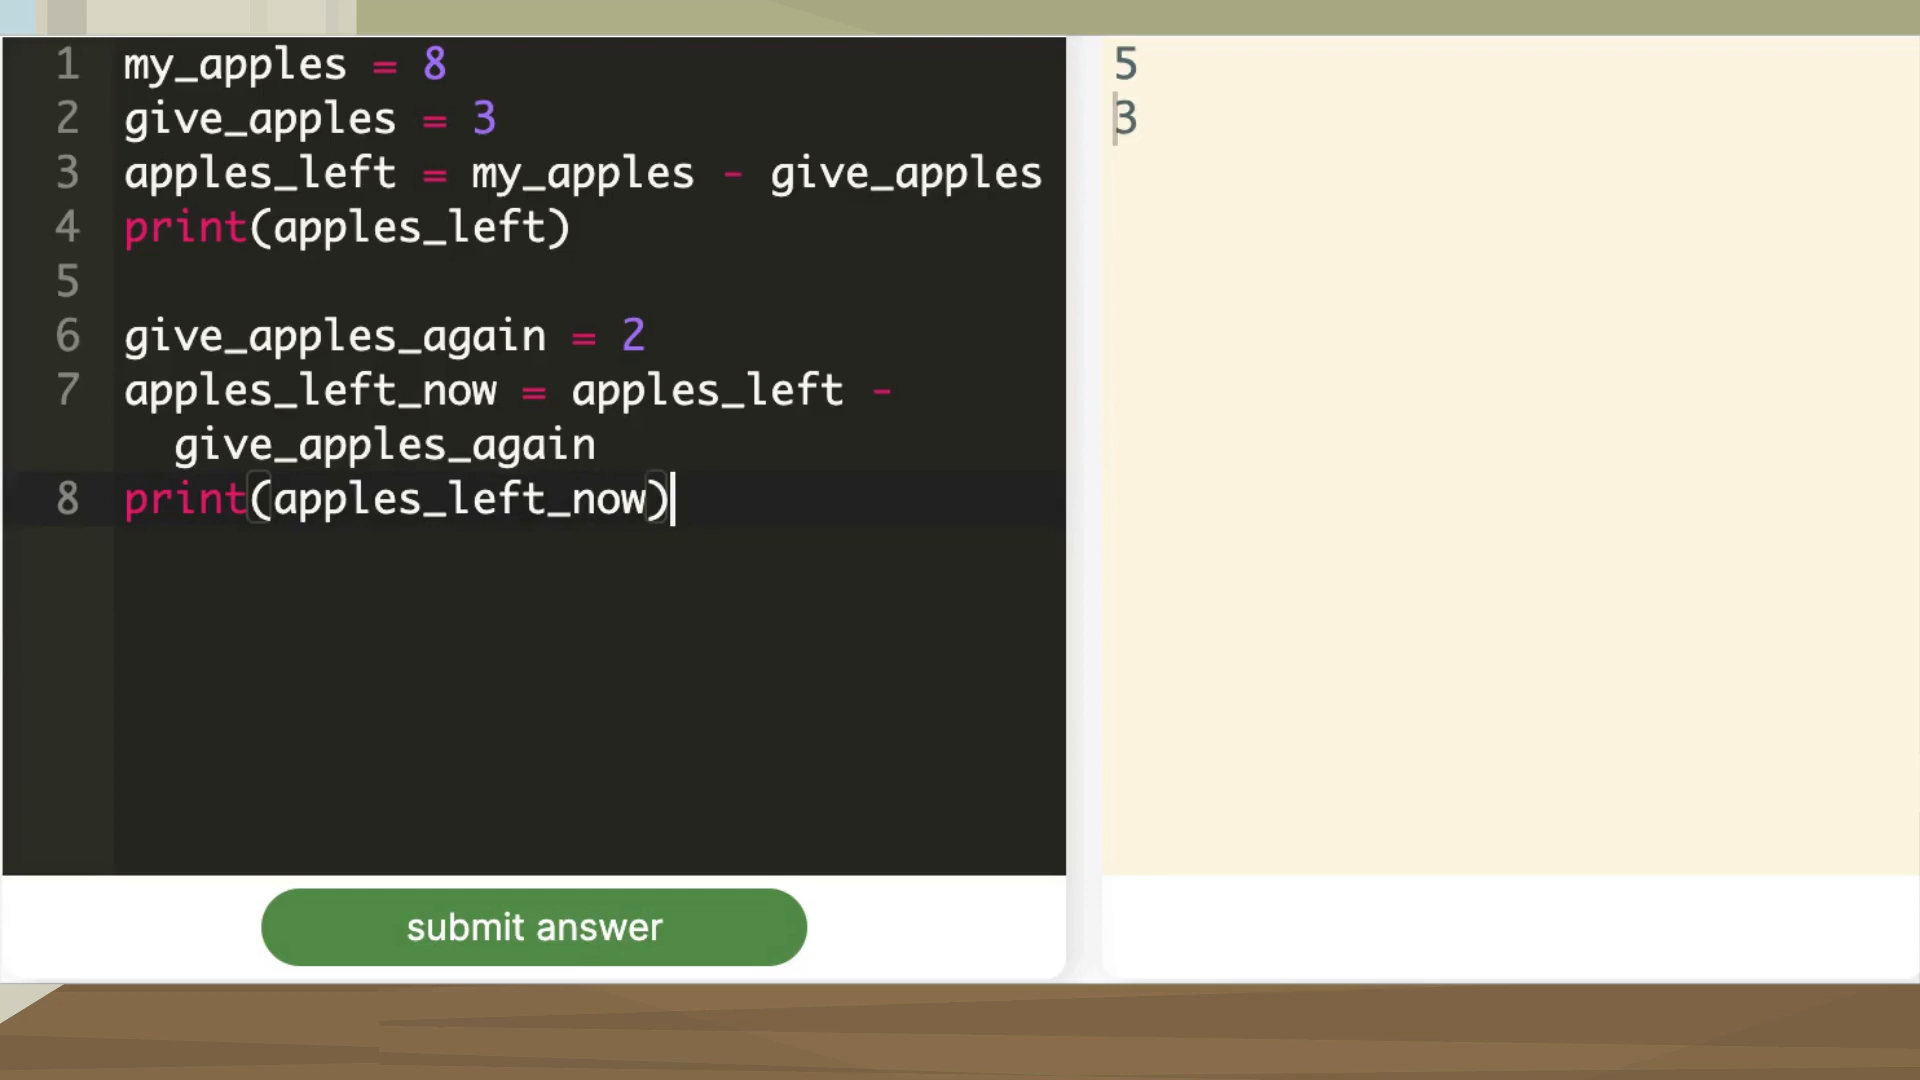 1 my_apples = 8
2 give_apples = 3
3 apples_left = my_apples - give_apples
4 print(apples_left)
5
6 give_apples_again = 2
7 apples_left_now = apples_left -
give_apples_again
8 print(apples_left_now)
submit answer
5
3